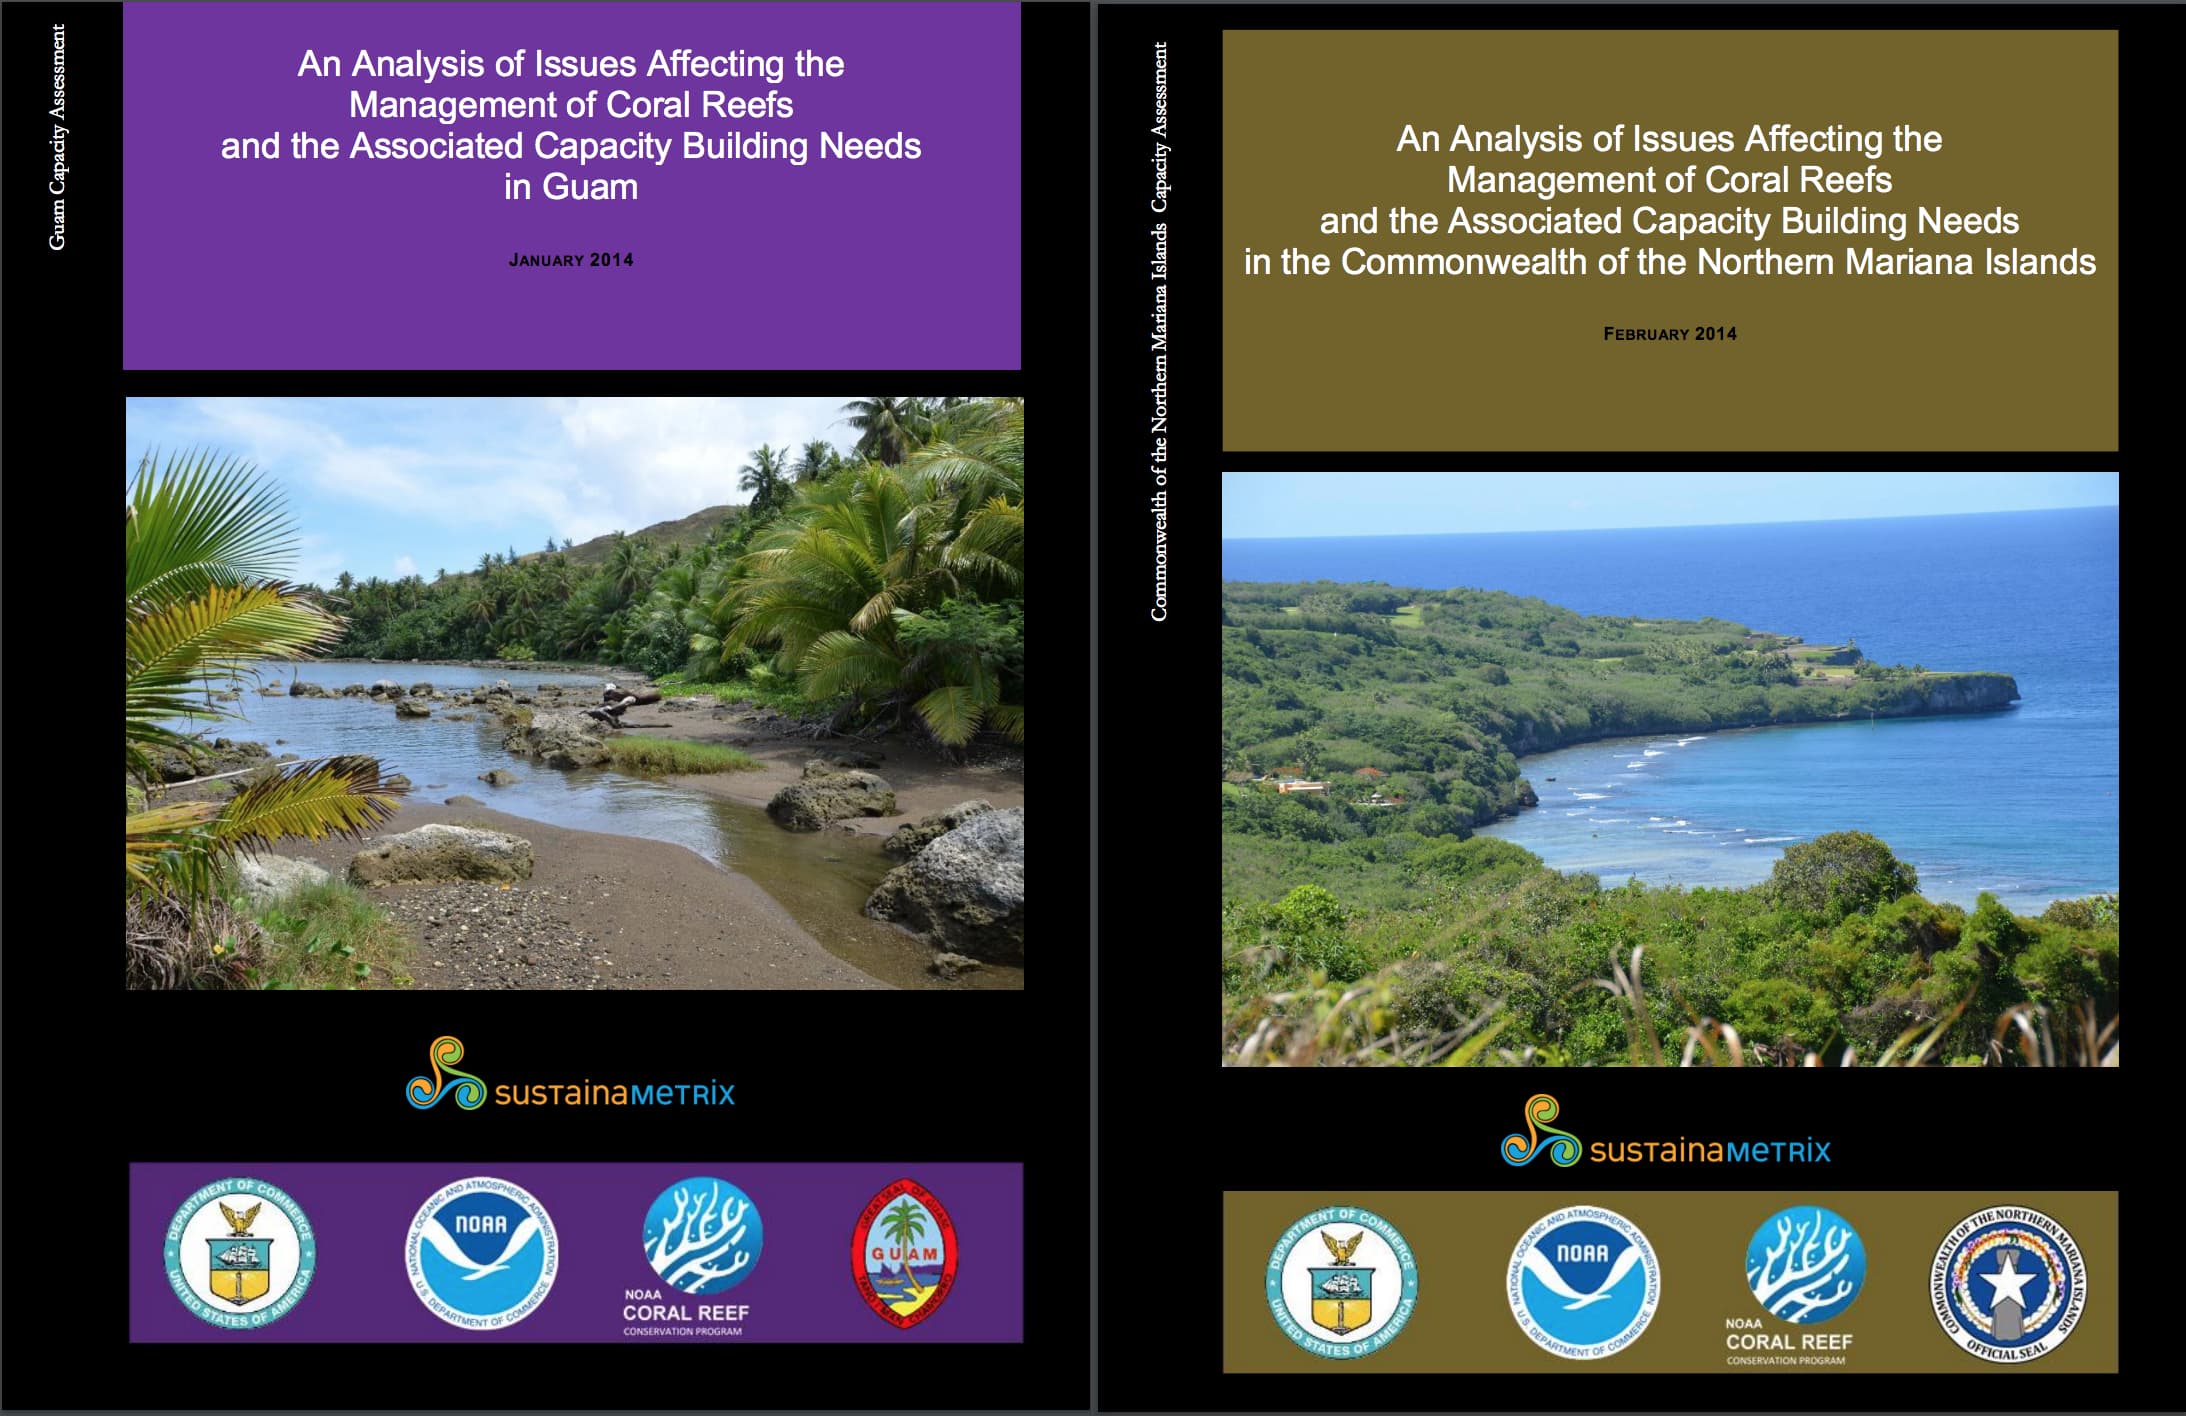 Guam Capacity Assessment
An Analysis of Issues Affecting the
Management of Coral Reefs
and the Associated Capacity Building Needs
in Guam
JANUARY 2014
sustainametrix
DEPARTMENT OF COMMERCE
UNITED STATES OF AMERICA
NATIONAL OCEANIC AND ATMOSPHERIC ADMINISTRATION
NOAA
U.S. DEPARTMENT OF COMMERCE
NOAA
CORAL REEF
CONSERVATION PROGRAM
GREAT SEAL OF GUAM
GUAM
Commonwealth of the Northern Mariana Islands Capacity Assessment
An Analysis of Issues Affecting the
Management of Coral Reefs
and the Associated Capacity Building Needs
in the Commonwealth of the Northern Mariana Islands
FEBRUARY 2014
sustainametrix
DEPARTMENT OF COMMERCE
UNITED STATES OF AMERICA
NATIONAL OCEANIC AND ATMOSPHERIC ADMINISTRATION
NOAA
U.S. DEPARTMENT OF COMMERCE
NOAA
CORAL REEF
CONSERVATION PROGRAM
COMMONWEALTH OF THE NORTHERN MARIANA ISLANDS
OFFICIAL SEAL